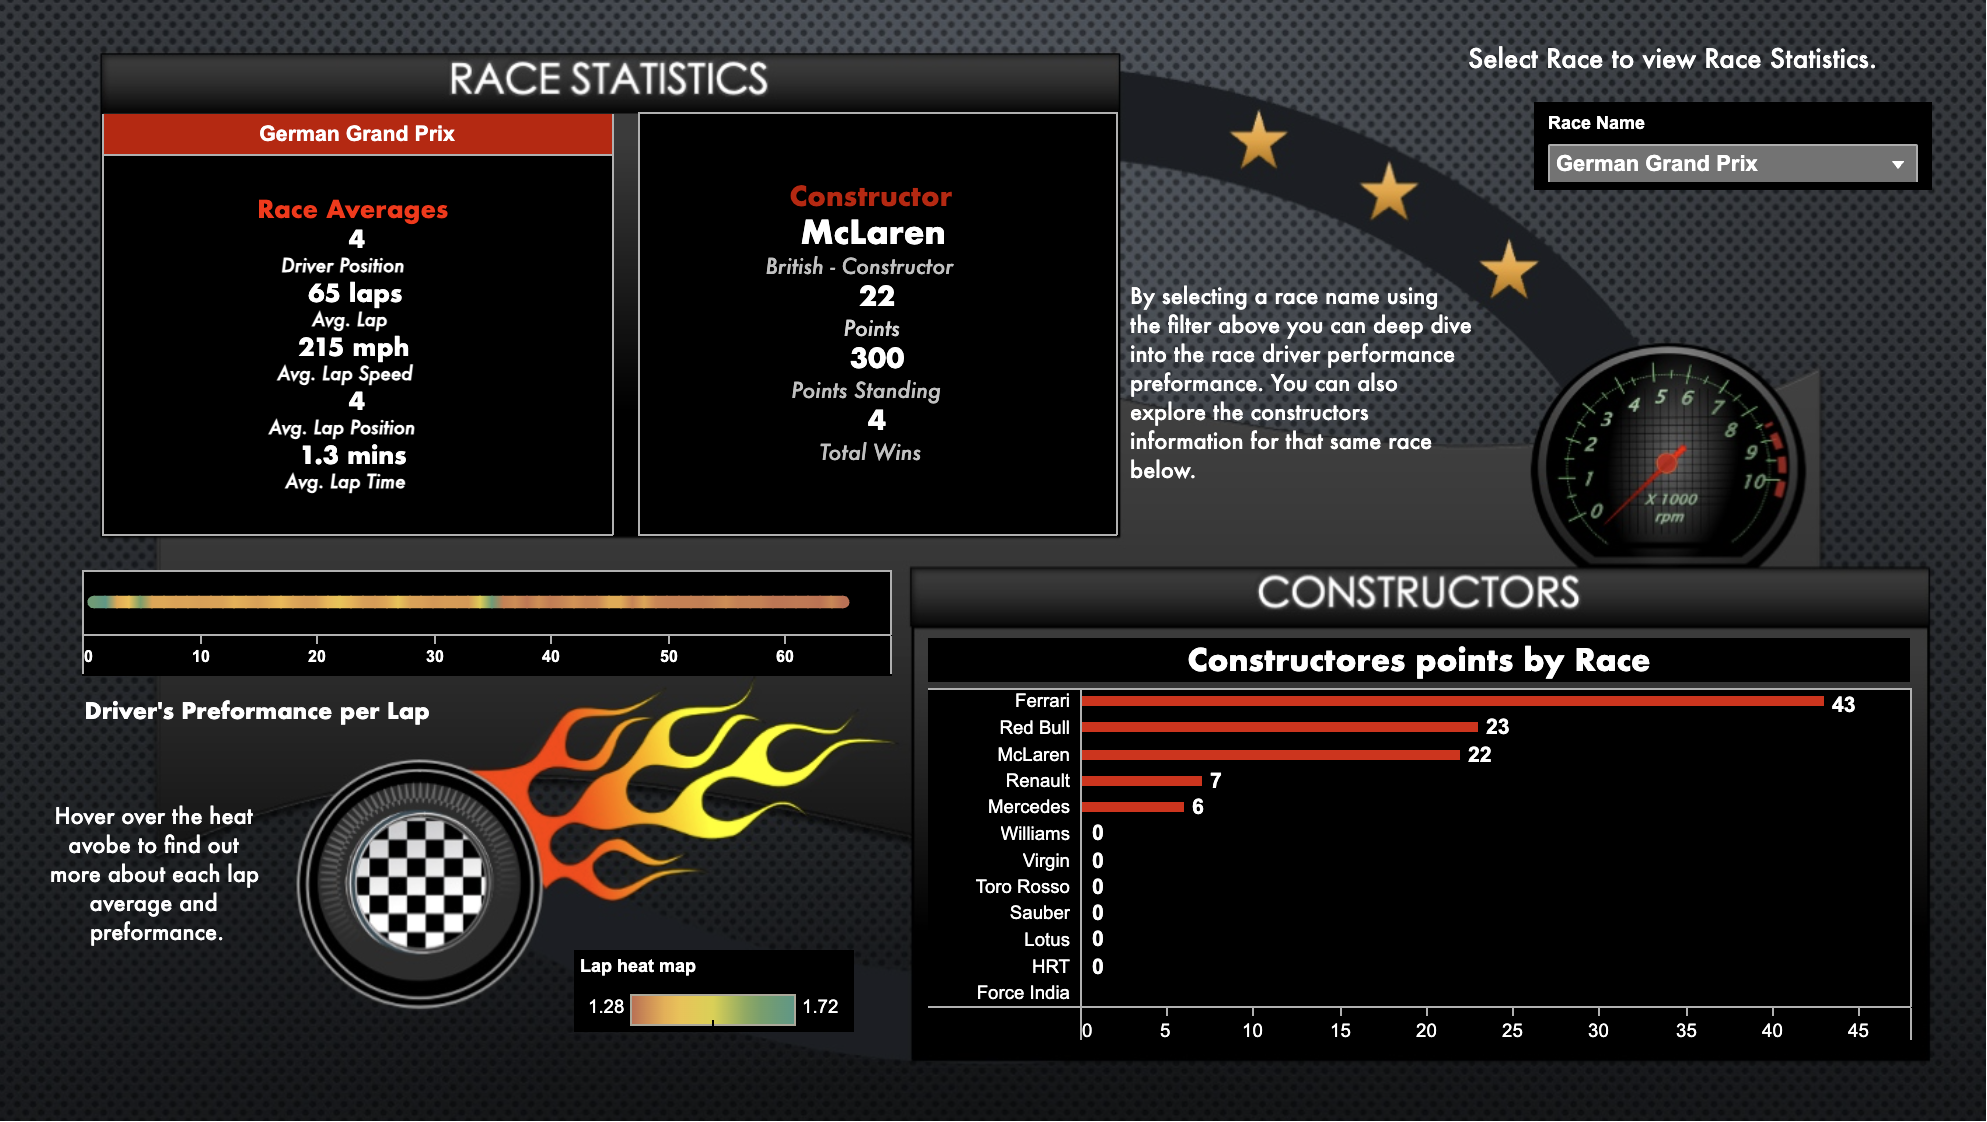 RACE STATISTICS
Select Race to view Race Statistics.
Race Name
German Grand Prix
German Grand Prix
Race Averages
4
Driver Position
65 laps
Avg. Lap
215 mph
Avg. Lap Speed
4
Avg. Lap Position
1.3 mins
Avg. Lap Time
Constructor
McLaren
British - Constructor
22
Points
300
Points Standing
4
Total Wins
By selecting a race name using
the filter above you can deep dive
into the race driver performance
preformance. You can also
explore the constructors
information for that same race
below.
0 1 2 3 4 5 6 7 8 9 10
X 1000
rpm
0 10 20 30 40 50 60
Driver's Preformance per Lap
Hover over the heat
avobe to find out
more about each lap
average and
preformance.
Lap heat map
1.28 1.72
CONSTRUCTORS
Constructores points by Race
Ferrari 43
Red Bull 23
McLaren 22
Renault 7
Mercedes 6
Williams 0
Virgin 0
Toro Rosso 0
Sauber 0
Lotus 0
HRT 0
Force India
0 5 10 15 20 25 30 35 40 45